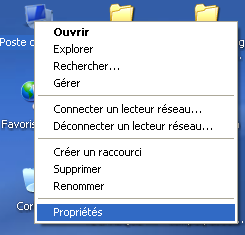 Poste
Ouvrir
Explorer
Rechercher...
Gérer
Favoris
Connecter un lecteur réseau...
Déconnecter un lecteur réseau...
Créer un raccourci
Supprimer
Renommer
Propriétés